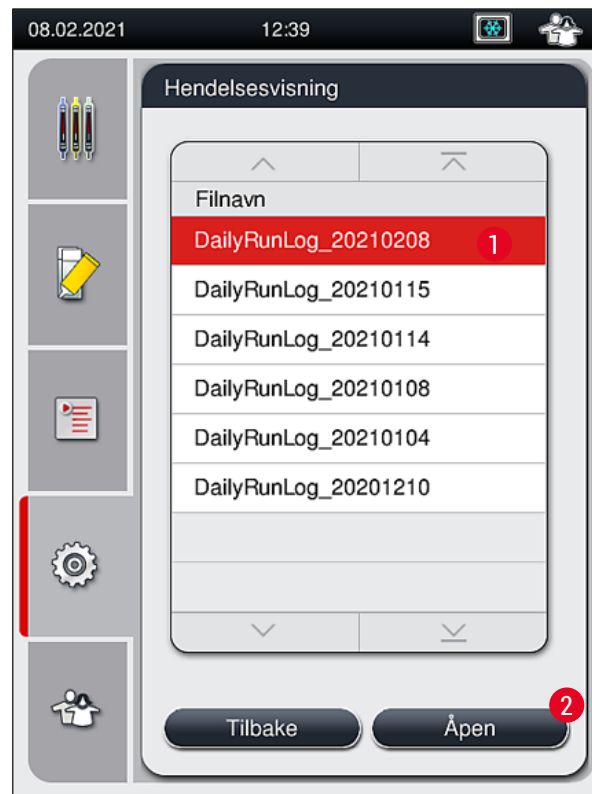 08.02.2021 12:39
Hendelsesvisning
Filnavn
DailyRunLog_20210208 1
DailyRunLog_20210115
DailyRunLog_20210114
DailyRunLog_20210108
DailyRunLog_20210104
DailyRunLog_20201210
2
Tilbake Åpen